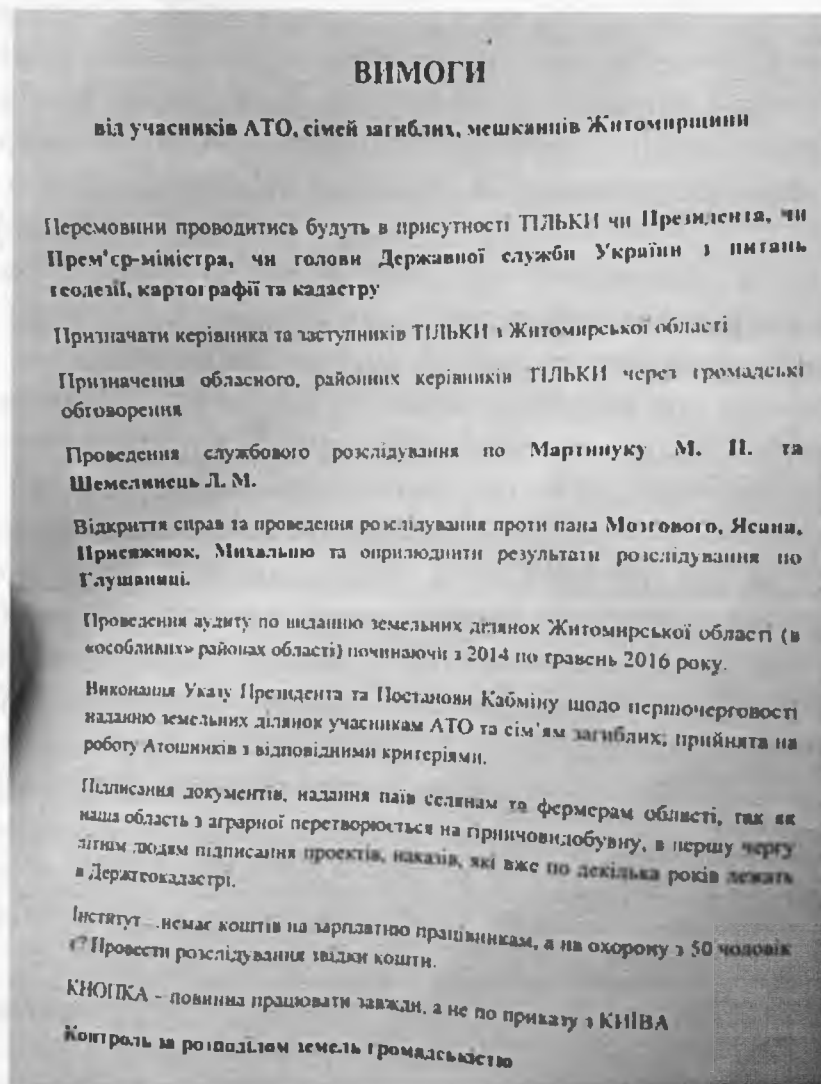 ВИМОГИ
від учасників АТО, сімей загиблих, мешканців Житомирщини
Перемовини проводитись будуть в присутності ТІЛЬКИ чи Президента, чи
Прем'єр-міністра, чи голови Державної служби України з питань
геодезії, картографії та кадастру
Призначати керівника та заступників ТІЛЬКИ з Житомирської області
Призначення обласного, районних керівників ТІЛЬКИ через громадські
обговорення
Проведення службового розслідування по Мартинуку М. П. та
Шемелинець Л. М.
Відкриття справ та проведення розслідування проти пана Мозгового, Ясана,
Присяжнюк, Михальню та оприлюднити результати розслідування по
Глушаниці.
Проведення аудиту по виданню земельних ділянок Житомирської області (в
«особливих» районах області) починаючи з 2014 по травень 2016 року.
Виконання Указу Президента та Постанови Кабміну щодо першочерговості
наданню земельних ділянок учасникам АТО та сім'ям загиблих, прийнята на
роботу Атошників з відповідними критеріями.
Підписання документів, надання паїв селянам та фермерам області, так як
наша область з аграрної перетворюється на гірничовидобувну, в першу чергу
літнім людям підписання проектів, наказів, які вже по декілька років лежать
в Держгеокадастрі.
Інститут ...немає коштів на зарплатню працівникам, а на охорону з 50 чоловік
є? Провести розслідування звідки кошти.
КНОПКА - повинна працювати завжди, а не по приказу з КИЇВА
Контроль за розподілом земель громадськістю